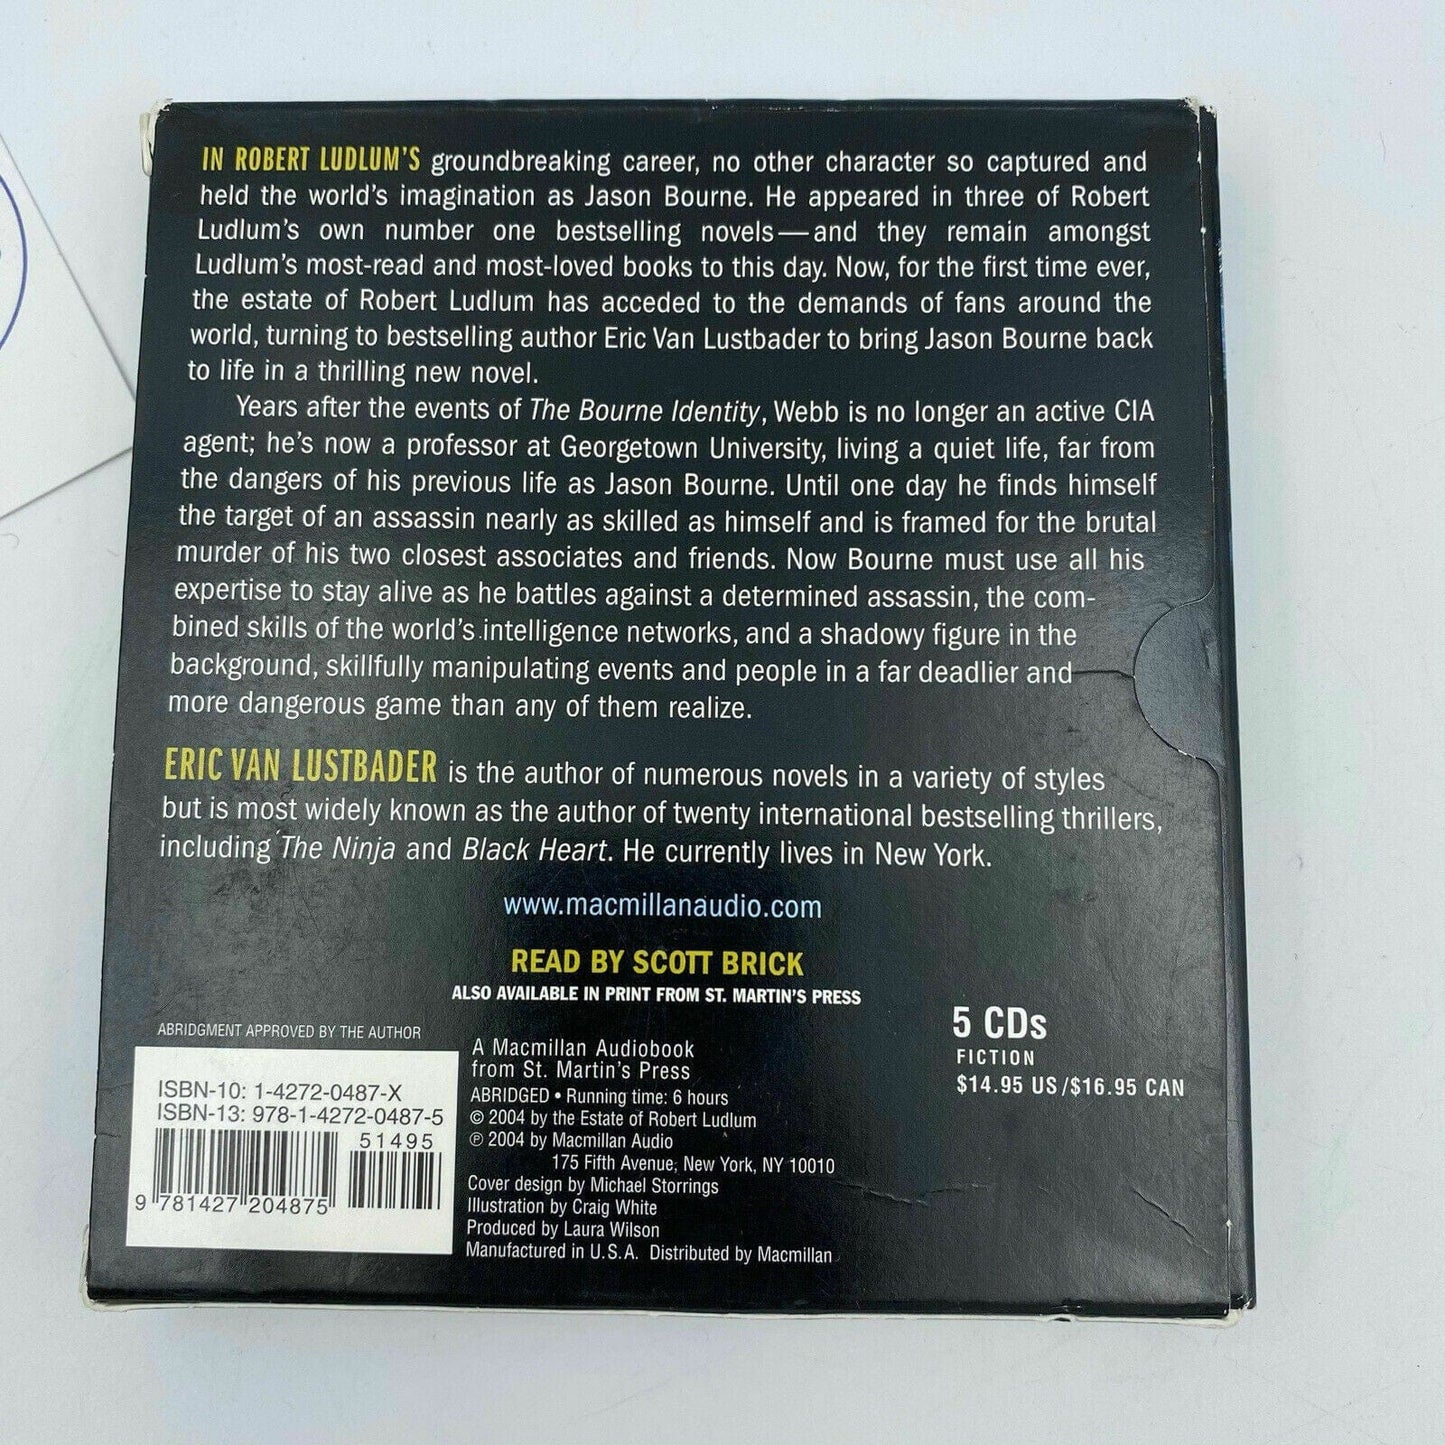 IN ROBERT LUDLUM'S groundbreaking career, no other character so captured and
held the world's imagination as Jason Bourne. He appeared in three of Robert
Ludlum's own number one bestselling novels — and they remain amongst
Ludlum's most-read and most-loved books to this day. Now, for the first time ever,
the estate of Robert Ludlum has acceded to the demands of fans around the
world, turning to bestselling author Eric Van Lustbader to bring Jason Bourne back
to life in a thrilling new novel.
Years after the events of The Bourne Identity, Webb is no longer an active CIA
agent; he's now a professor at Georgetown University, living a quiet life, far from
the dangers of his previous life as Jason Bourne. Until one day he finds himself
the target of an assassin nearly as skilled as himself and is framed for the brutal
murder of his two closest associates and friends. Now Bourne must use all his
expertise to stay alive as he battles against a determined assassin, the com-
bined skills of the world's intelligence networks, and a shadowy figure in the
background, skillfully manipulating events and people in a far deadlier and
more dangerous game than any of them realize.
ERIC VAN LUSTBADER is the author of numerous novels in a variety of styles
but is most widely known as the author of twenty international bestselling thrillers,
including The Ninja and Black Heart. He currently lives in New York.
www.macmillanaudio.com
READ BY SCOTT BRICK
ALSO AVAILABLE IN PRINT FROM ST. MARTIN'S PRESS
ABRIDGMENT APPROVED BY THE AUTHOR
ISBN-10: 1-4272-0487-X
ISBN-13: 978-1-4272-0487-5
51495
9 781427 204875
A Macmillan Audiobook
from St. Martin's Press
ABRIDGED • Running time: 6 hours
© 2004 by the Estate of Robert Ludlum
℗ 2004 by Macmillan Audio
175 Fifth Avenue, New York, NY 10010
Cover design by Michael Storrings
Illustration by Craig White
Produced by Laura Wilson
Manufactured in U.S.A. Distributed by Macmillan
5 CDs
FICTION
$14.95 US/$16.95 CAN